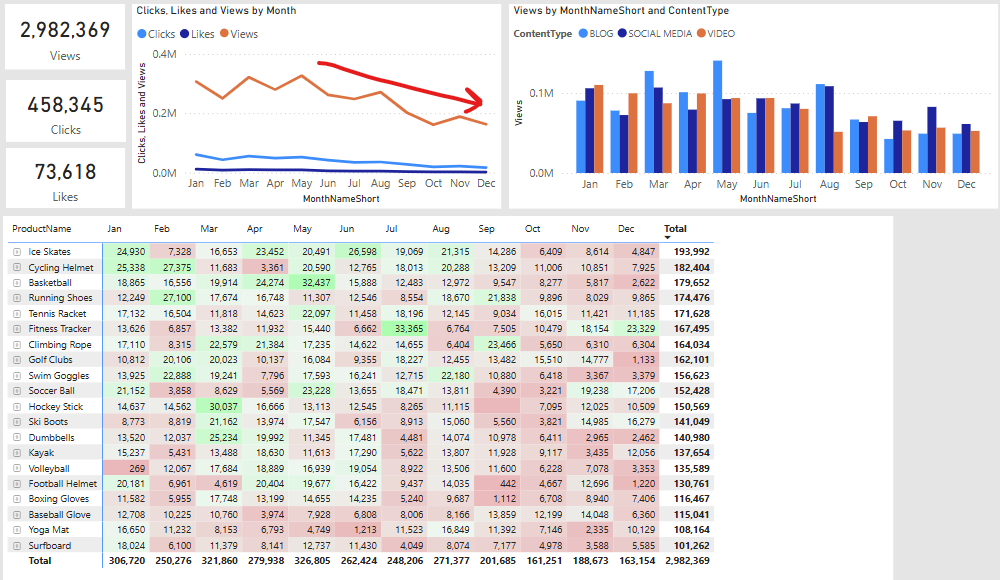 2,982,369
Views
458,345
Clicks
73,618
Likes
Clicks, Likes and Views by Month
Clicks Likes Views
Clicks, Likes and Views
0.4M
0.2M
0.0M
Jan Feb Mar Apr May Jun Jul Aug Sep Oct Nov Dec
MonthNameShort
Views by MonthNameShort and ContentType
ContentType BLOG SOCIAL MEDIA VIDEO
Views
0.1M
0.0M
Jan Feb Mar Apr May Jun Jul Aug Sep Oct Nov Dec
MonthNameShort
ProductName Jan Feb Mar Apr May Jun Jul Aug Sep Oct Nov Dec Total
Ice Skates 24,930 7,328 16,653 23,452 20,491 26,598 19,069 21,315 14,286 6,409 8,614 4,847 193,992
Cycling Helmet 25,338 27,375 11,683 3,361 20,590 12,765 18,013 20,288 13,209 11,006 10,851 7,925 182,404
Basketball 18,865 16,556 19,914 24,274 32,437 15,888 12,483 12,972 9,547 8,277 5,817 2,622 179,652
Running Shoes 12,249 27,100 17,674 16,748 11,307 12,546 8,554 18,670 21,838 9,896 8,029 9,865 174,476
Tennis Racket 17,132 16,504 11,818 14,623 22,097 11,458 18,196 12,145 9,034 16,015 11,421 11,185 171,628
Fitness Tracker 13,626 6,857 13,382 11,932 15,440 6,662 33,365 6,764 7,505 10,479 18,154 23,329 167,495
Climbing Rope 17,110 8,315 22,579 21,384 17,235 14,622 14,655 6,404 23,466 5,650 6,310 6,304 164,034
Golf Clubs 10,812 20,106 20,023 10,137 16,084 9,355 18,227 12,455 13,482 15,510 14,777 1,133 162,101
Swim Goggles 13,925 22,888 19,241 7,796 17,593 16,241 12,715 22,180 10,880 6,418 3,367 3,379 156,623
Soccer Ball 21,152 3,858 8,629 5,569 23,228 13,655 18,471 13,811 4,390 3,221 19,238 17,206 152,428
Hockey Stick 14,637 14,562 30,037 16,666 13,113 12,545 8,265 11,115 7,095 12,025 10,509 150,569
Ski Boots 8,773 8,819 21,162 13,974 17,547 6,156 8,913 15,060 5,560 3,821 14,985 16,279 141,049
Dumbbells 13,520 12,037 25,234 19,992 11,345 17,481 4,481 14,074 10,978 6,411 2,965 2,462 140,980
Kayak 15,237 5,431 13,488 18,630 11,613 17,290 5,622 13,807 11,928 9,117 3,435 12,056 137,654
Volleyball 269 12,067 17,684 18,889 16,939 19,054 8,922 13,506 11,600 6,228 7,078 3,353 135,589
Football Helmet 20,181 6,961 4,619 20,404 19,677 16,422 9,437 14,035 442 4,667 12,696 1,220 130,761
Boxing Gloves 11,582 5,955 17,748 13,199 14,655 14,235 5,240 9,687 1,112 6,708 8,940 7,406 116,467
Baseball Glove 12,708 10,225 10,760 3,974 7,928 6,808 8,006 8,166 13,859 12,199 14,048 6,360 115,041
Yoga Mat 16,650 11,232 8,153 6,793 4,749 1,213 11,523 16,849 11,392 7,146 2,335 10,129 108,164
Surfboard 18,024 6,100 11,379 8,141 12,737 11,430 4,049 8,074 7,177 4,978 3,588 5,585 101,262
Total 306,720 250,276 321,860 279,938 326,805 262,424 248,206 271,377 201,685 161,251 188,673 163,154 2,982,369